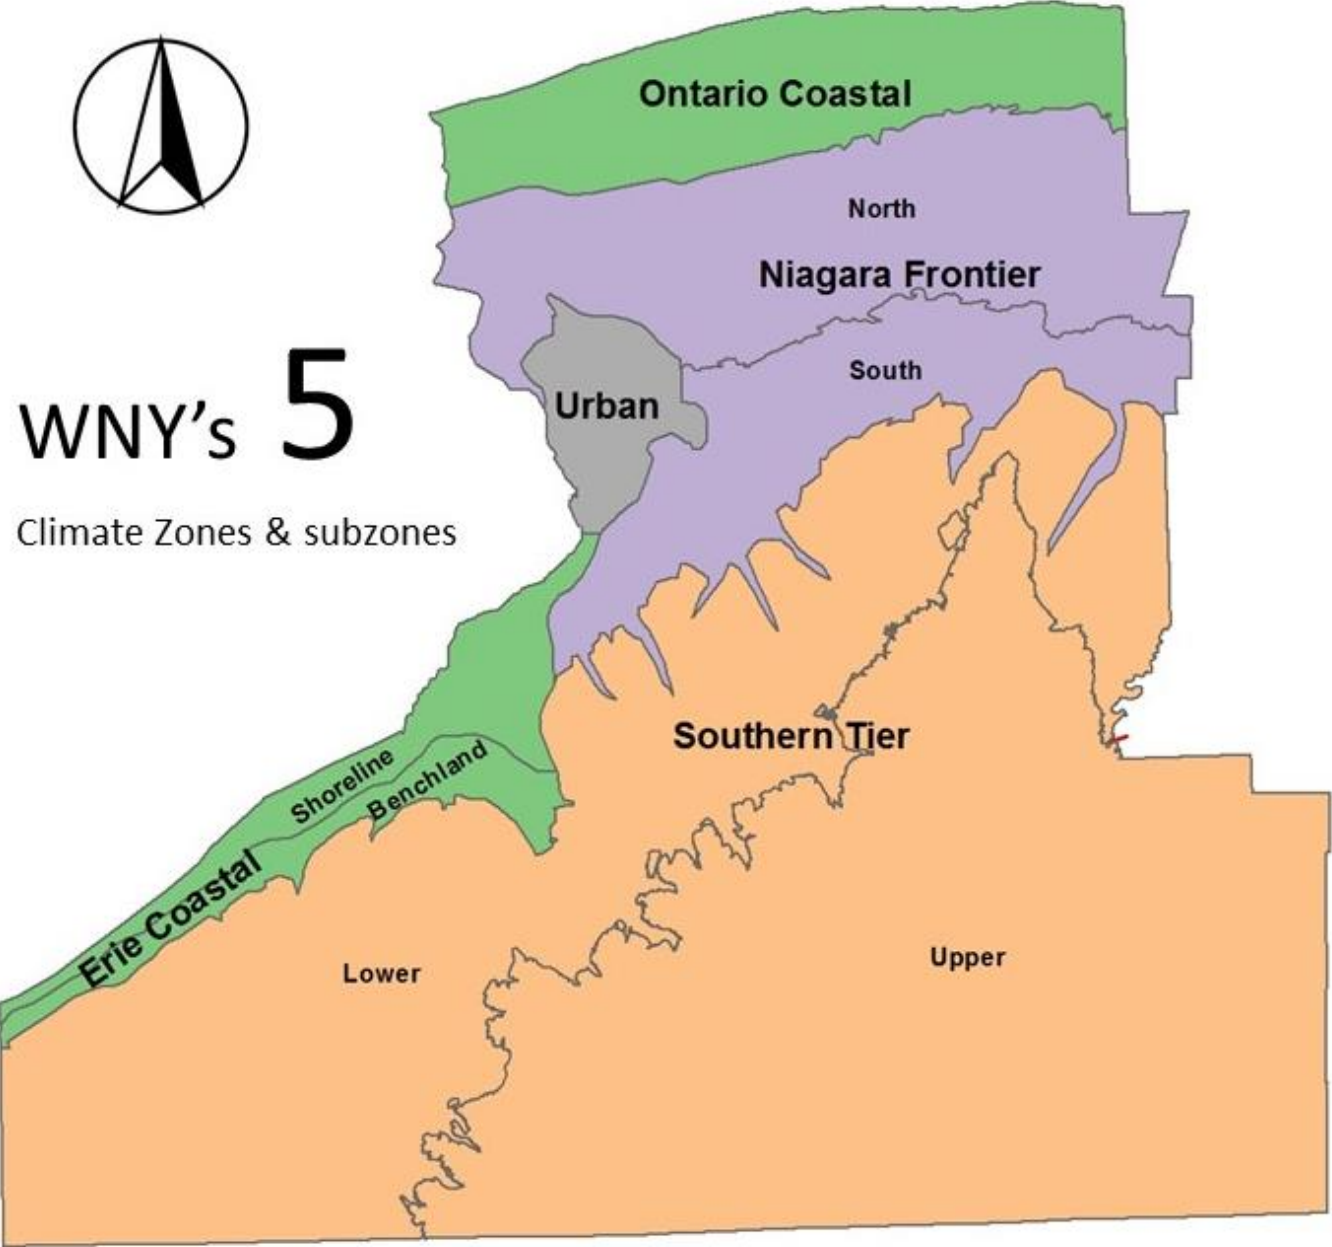 Ontario Coastal
North
Niagara Frontier
WNY's 5
South
Urban
Climate Zones & subzones
Southern Tier
Shoreline
Benchland
Erie Coastal
Lower
Upper